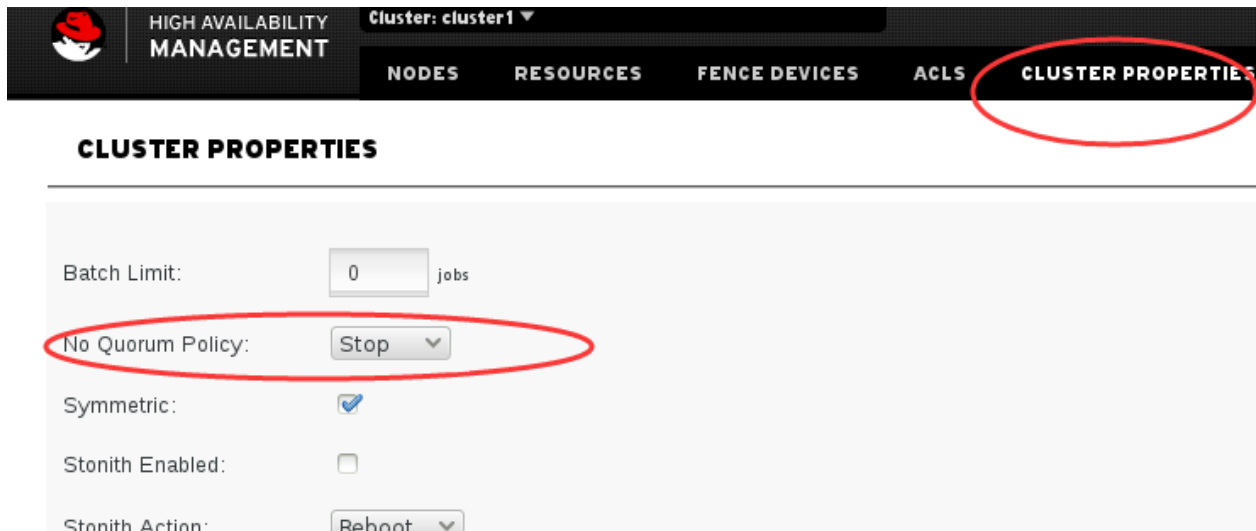 HIGH AVAILABILITY
MANAGEMENT
Cluster: cluster1
NODES RESOURCES FENCE DEVICES ACLS CLUSTER PROPERTIES
CLUSTER PROPERTIES
Batch Limit: 0 jobs
No Quorum Policy: Stop
Symmetric:
Stonith Enabled:
Stonith Action: Reboot